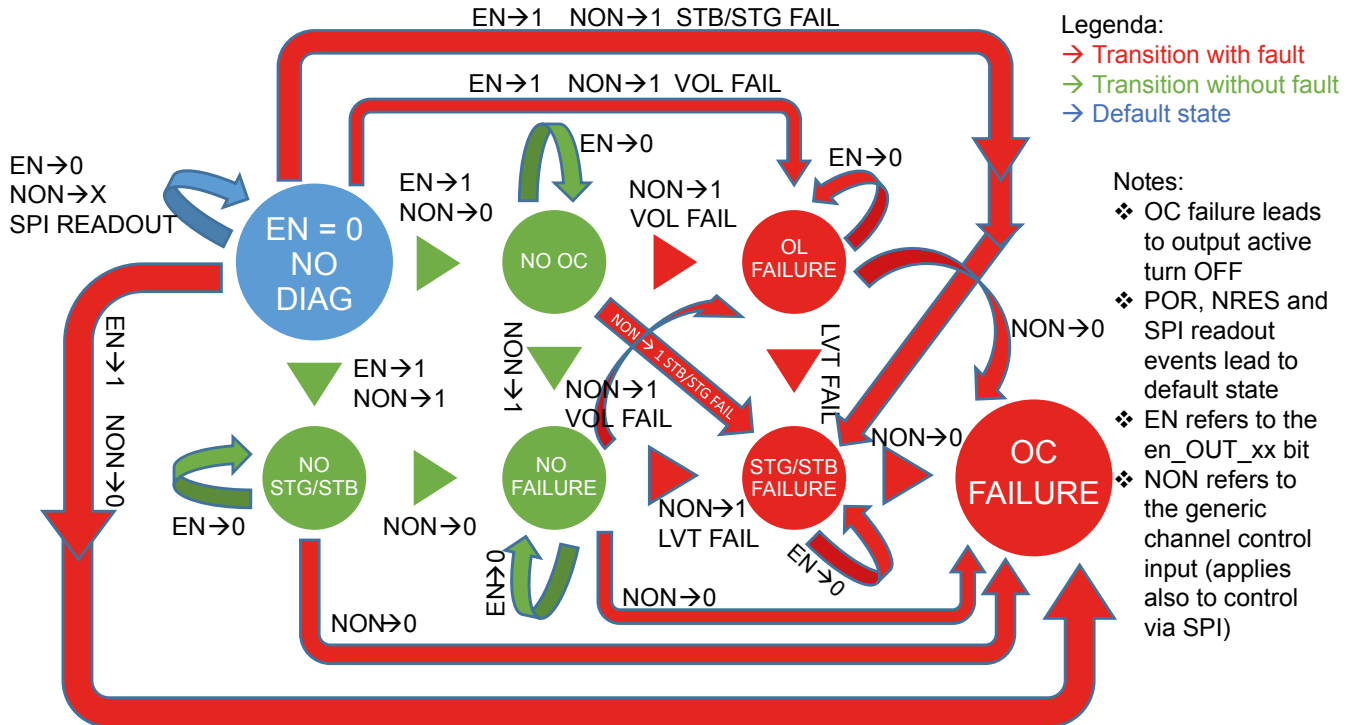 EN→1 NON→1 STB/STG FAIL
EN→1 NON→1 VOL FAIL
Legenda:
→ Transition with fault
→ Transition without fault
→ Default state
EN→0
NON→X
SPI READOUT
EN = 0
NO
DIAG
EN→1
NON→0
EN→0
NO OC
NON→1
VOL FAIL
EN→0
OL
FAILURE
NON→0
EN→1
NON→1
NON→1
NON → 1 STB/STG FAIL
NON→1
VOL FAIL
LVT FAIL
EN→1 NON→0
NO
STG/STB
EN→0
NON→0
NO
FAILURE
EN→0
NON→1
LVT FAIL
STG/STB
FAILURE
EN→0
NON→0
OC
FAILURE
NON→0
NON→0
Notes:
❖ OC failure leads
to output active
turn OFF
❖ POR, NRES and
SPI readout
events lead to
default state
❖ EN refers to the
en_OUT_xx bit
❖ NON refers to
the generic
channel control
input (applies
also to control
via SPI)